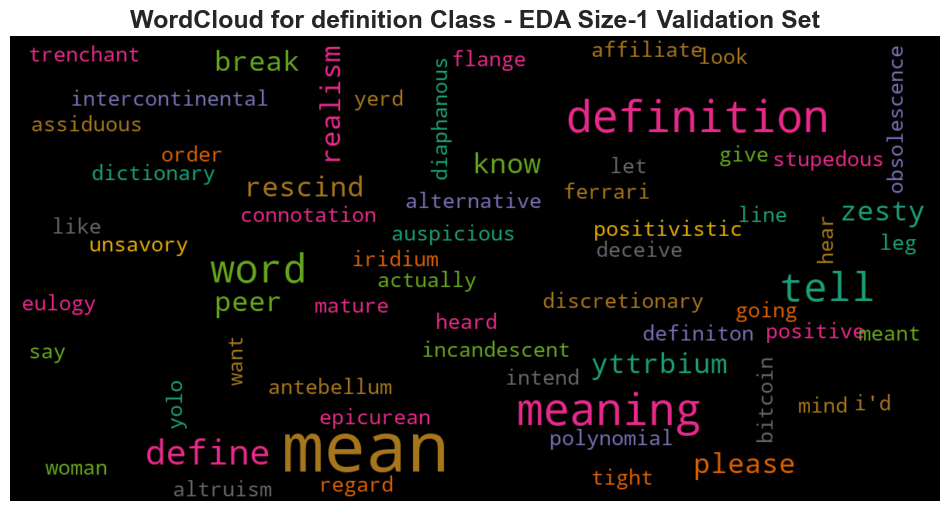 WordCloud for definition Class - EDA Size-1 Validation Set
trenchant
break
realism
flange
affiliate
look
obsolescence
intercontinental
yerd
diaphanous
definition
assiduous
order
know
let
give
stupedous
dictionary
rescind
ferrari
connotation
alternative
line
zesty
like
unsavory
auspicious
positivistic
deceive
hear
leg
word
iridium
actually
tell
eulogy
peer
mature
heard
discretionary
going
definiton
positive
meant
say
want
incandescent
yttrbium
bitcoin
yolo
antebellum
intend
meaning
mind
i'd
epicurean
mean
polynomial
define
please
woman
altruism
regard
tight